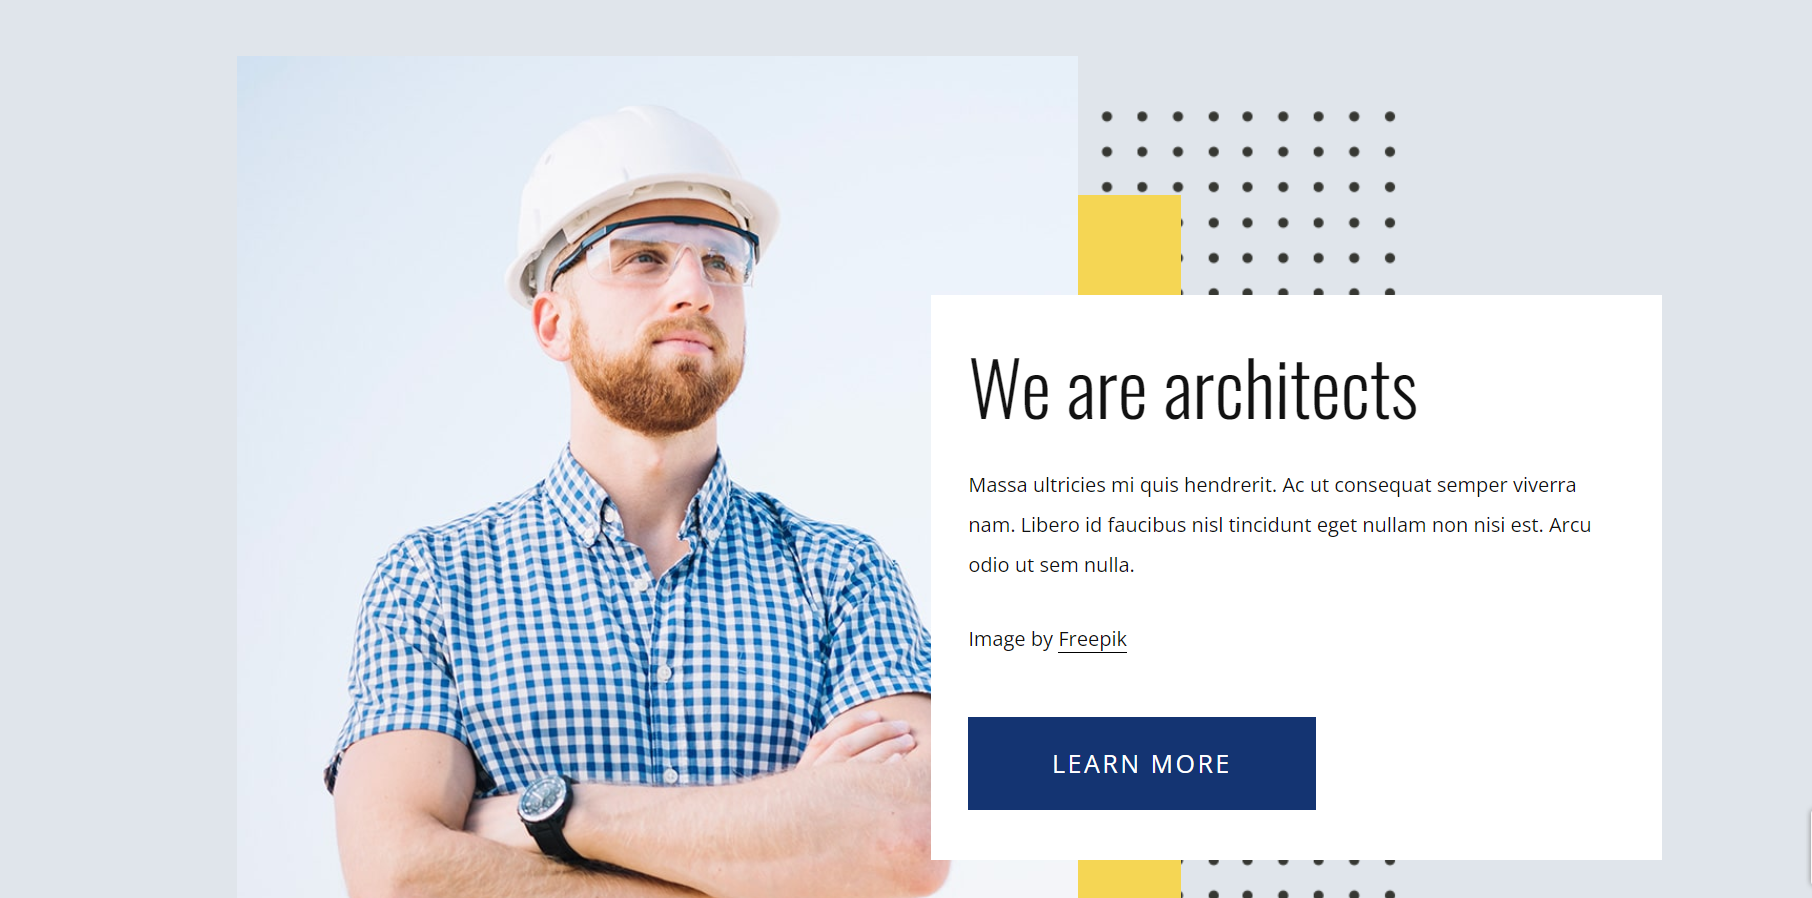 We are architects
Massa ultricies mi quis hendrerit. Ac ut consequat semper viverra
nam. Libero id faucibus nisl tincidunt eget nullam non nisi est. Arcu
odio ut sem nulla.
Image by Freepik
LEARN MORE